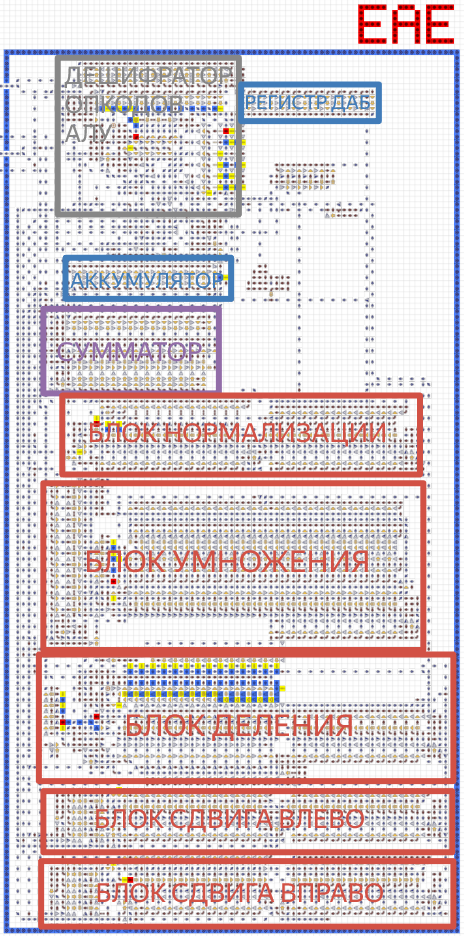 EAE
ДЕШИФРАТОР
ОПКОДОВ
АЛУ
РЕГИСТР ДАБ
АККУМУЛЯТОР
СУММАТОР
БЛОК НОРМАЛИЗАЦИИ
БЛОК УМНОЖЕНИЯ
БЛОК ДЕЛЕНИЯ
БЛОК СДВИГА ВЛЕВО
БЛОК СДВИГА ВПРАВО